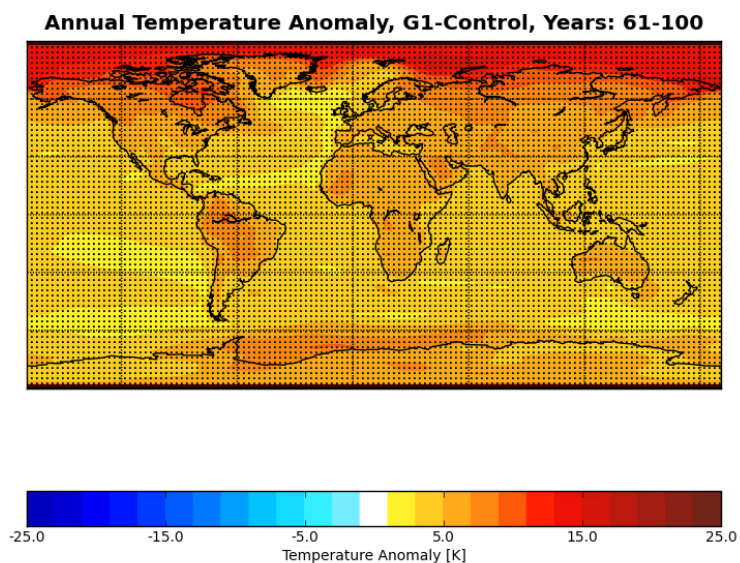 Annual Temperature Anomaly, G1-Control, Years: 61-100
-25.0 -15.0 -5.0 5.0 15.0 25.0
Temperature Anomaly [K]